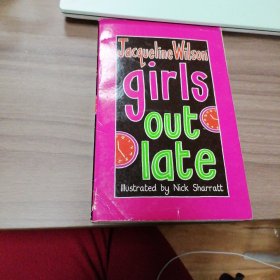 Jacqueline Wilson
girls
out
late
Illustrated by Nick Sharratt